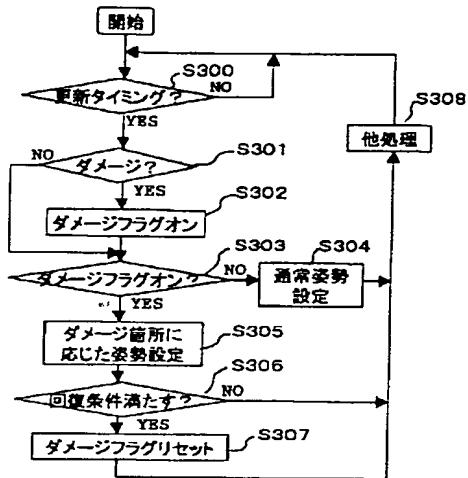 開始
S300
更新タイミング?
NO
YES
S308
他処理
S301
NO
ダメージ?
YES
S302
ダメージフラグオン
S303
ダメージフラグオン?
NO
S304
通常姿勢
設定
YES
ダメージ箇所に
応じた姿勢設定
S305
S306
回復条件満たす?
NO
YES
S307
ダメージフラグリセット